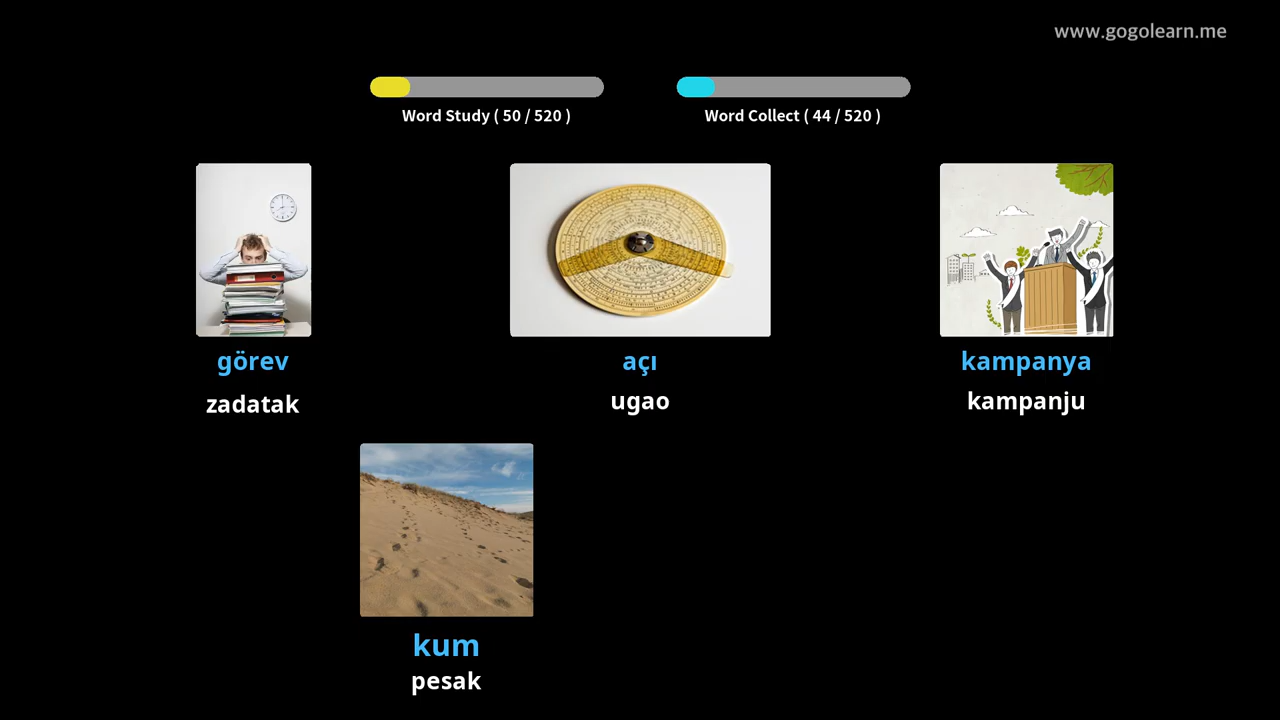 www.gogolearn.me
Word Study ( 50 / 520 )
Word Collect ( 44 / 520 )
görev
zadatak
açı
ugao
kampanya
kampanju
kum
pesak